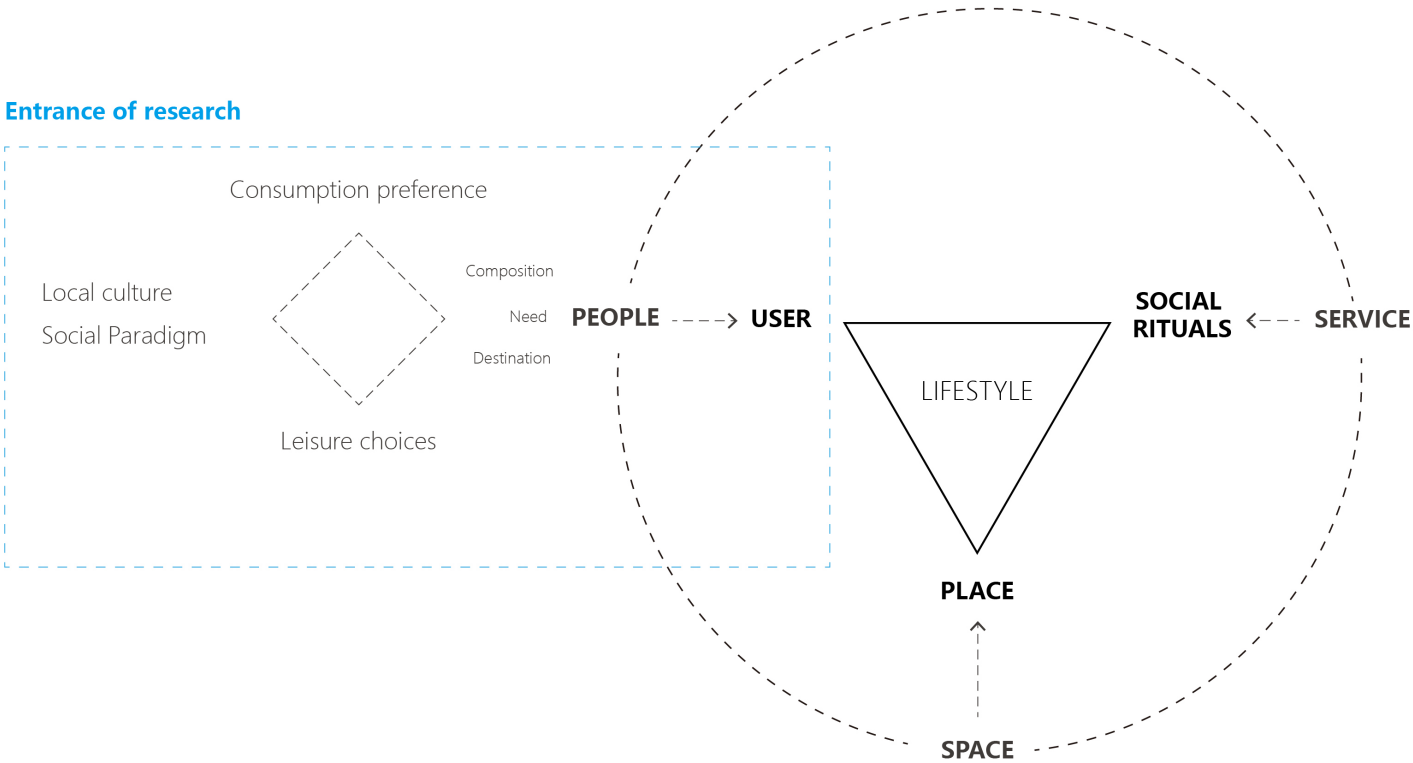 Entrance of research
Consumption preference
Local culture
Social Paradigm
Leisure choices
Composition
Need
Destination
PEOPLE
USER
LIFESTYLE
SOCIAL
RITUALS
SERVICE
PLACE
SPACE